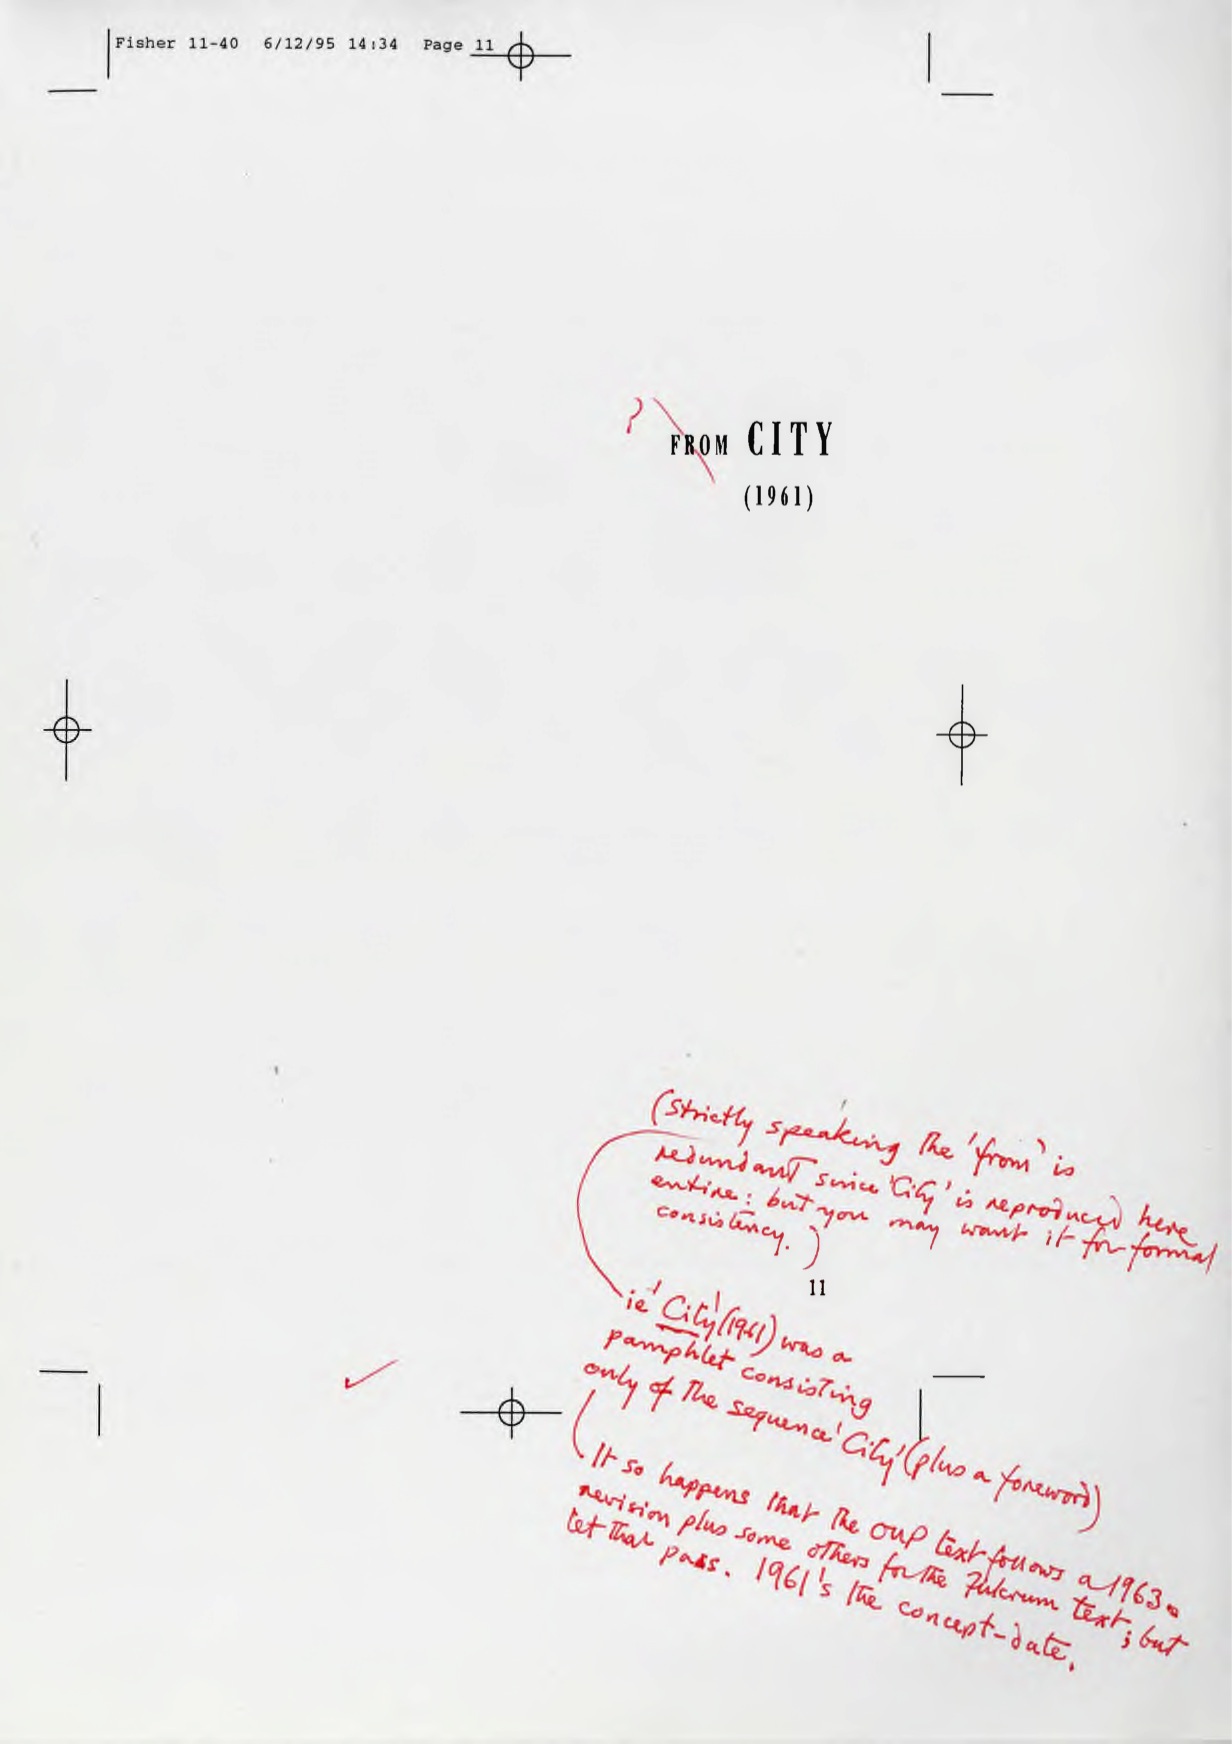 Fisher 11-40 6/12/95 14:34 Page 11
?
FROM CITY
(1961)
(Strictly speaking the 'from' is
redundant since 'City' is reproduced here
entire: but you may want it for formal
consistency.)
11
ie 'City' (1961) was a
pamphlet consisting
only of the sequence 'City' (plus a foreword)
It so happens that the OUP text follows a 1963
revision plus some others for the Fulcrum text; but
let that pass. 1961's the concept-date.